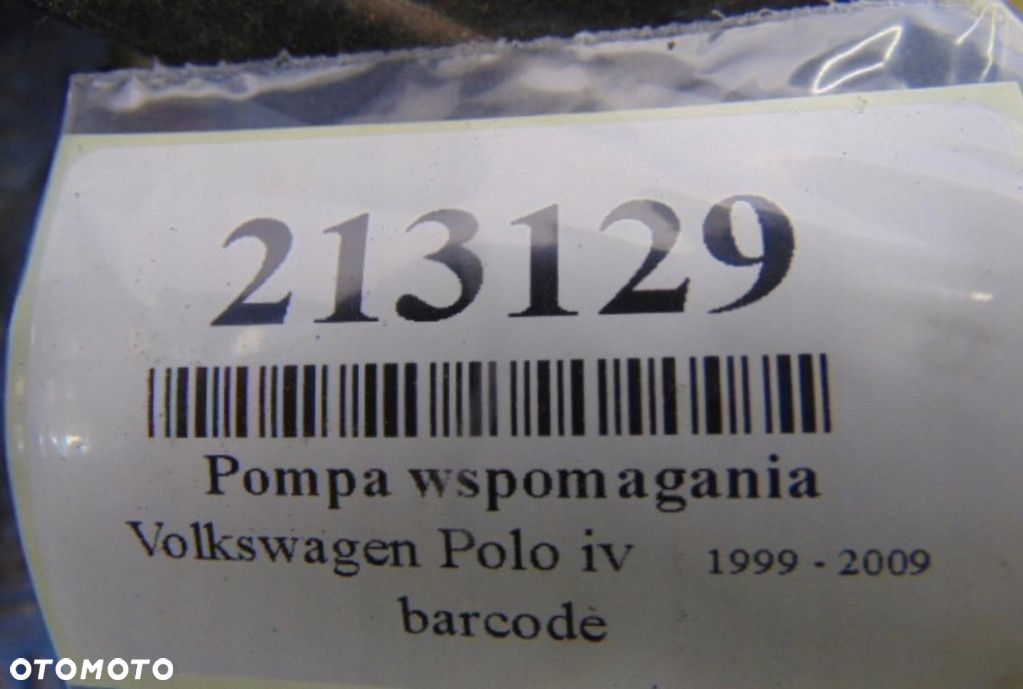 213129
Pompa wspomagania
Volkswagen Polo iv 1999 - 2009
barcode
OTOMOTO